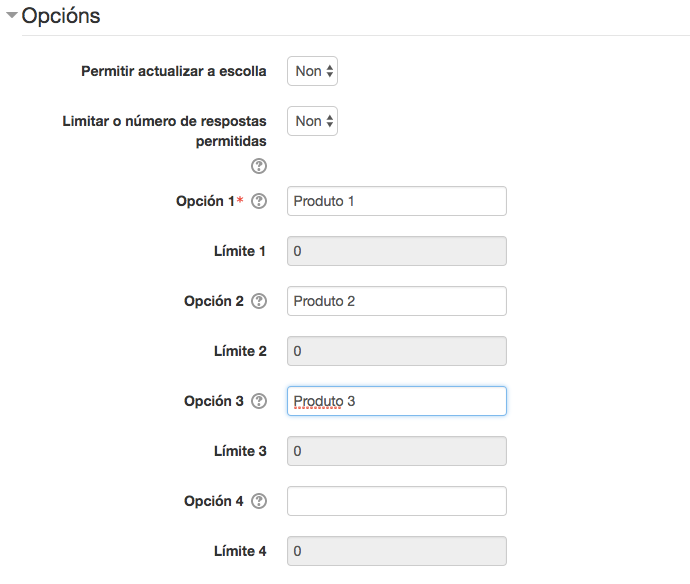 Opcións
Permitir actualizar a escolla
Non
Limitar o número de respostas
permitidas
Non
Opción 1*
Produto 1
Límite 1
0
Opción 2
Produto 2
Límite 2
0
Opción 3
Produto 3
Límite 3
0
Opción 4
Límite 4
0